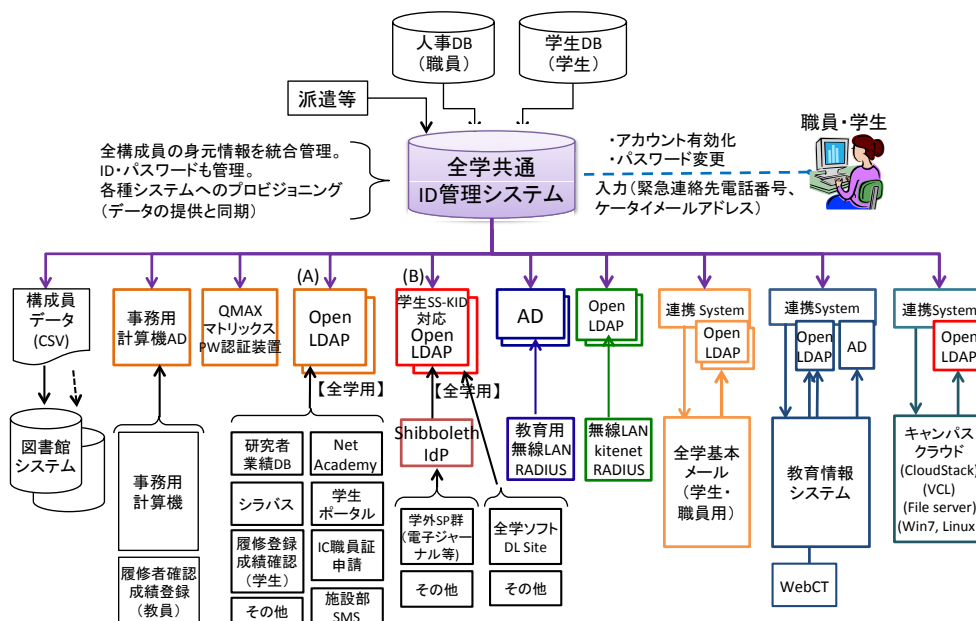 人事DB
(職員)
学生DB
(学生)
派遣等
全構成員の身元情報を統合管理。
ID・パスワードも管理。
各種システムへのプロビジョニング
(データの提供と同期)
全学共通
ID管理システム
・アカウント有効化
・パスワード変更
入力(緊急連絡先電話番号、
ケータイメールアドレス)
職員・学生
構成員
データ
(CSV)
図書館
システム
事務用
計算機AD
事務用
計算機
履修者確認
成績登録
(教員)
QMAX
マトリックス
PW認証装置
(A)
Open
LDAP
【全学用】
研究者
業績DB
Net
Academy
シラバス
学生
ポータル
履修登録
成績確認
(学生)
IC職員証
申請
その他
施設部
SMS
(B)
学生SS-KID
対応
Open
LDAP
【全学用】
Shibboleth
IdP
学外SP群
(電子ジャー
ナル等)
その他
全学ソフト
DL Site
その他
AD
教育用
無線LAN
RADIUS
Open
LDAP
無線LAN
kitenet
RADIUS
連携 System
Open
LDAP
全学基本
メール
(学生・
職員用)
連携System
Open
LDAP
AD
教育情報
システム
WebCT
連携System
Open
LDAP
キャンパス
クラウド
(CloudStack)
(VCL)
(File server)
(Win7, Linux)